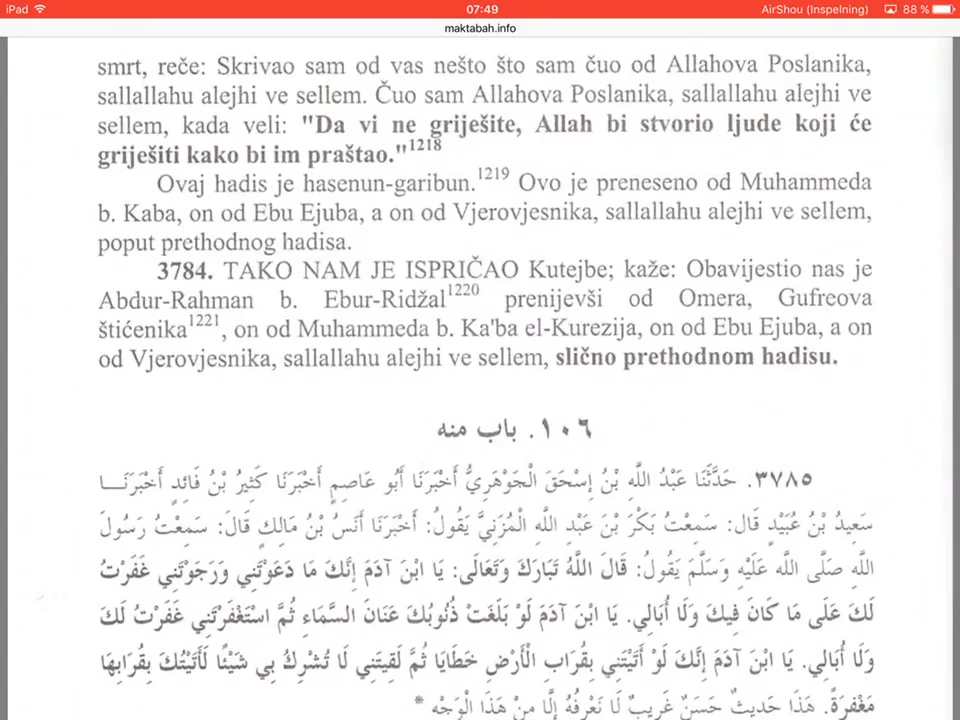 iPad 07:49 AirShou (Inspelning) 88 %
maktabah.info
smrt, reče: Skrivao sam od vas nešto što sam čuo od Allahova Poslanika,
sallallahu alejhi ve sellem. Čuo sam Allahova Poslanika, sallallahu alejhi ve
sellem, kada veli: "Da vi ne griješite, Allah bi stvorio ljude koji će
griješiti kako bi im praštao."1218
Ovaj hadis je hasenun-garibun.1219 Ovo je preneseno od Muhammeda
b. Kaba, on od Ebu Ejuba, a on od Vjerovjesnika, sallallahu alejhi ve sellem,
poput prethodnog hadisa.
3784. TAKO NAM JE ISPRIČAO Kutejbe; kaže: Obavijestio nas je
Abdur-Rahman b. Ebur-Ridžal1220 prenijevši od Omera, Gufreova
štićenika1221, on od Muhammeda b. Ka'ba el-Kurezija, on od Ebu Ejuba, a on
od Vjerovjesnika, sallallahu alejhi ve sellem, slično prethodnom hadisu.
١٠٦. باب منه
٣٧٨٥. حَدَّثَنَا عَبْدُ اللَّهِ بْنُ إِسْحَقَ الْجَوْهَرِيُّ أَخْبَرَنَا أَبُو عَاصِمٍ أَخْبَرَنَا كَثِيرُ بْنُ فَائِدٍ أَخْبَرَنَــا
سَعِيدُ بْنُ عُبَيْدٍ قَال: سَمِعْتُ بَكْرَ بْنَ عَبْدِ اللَّهِ الْمُزَنِيَّ يَقُولُ: أَخْبَرَنَا أَنَسُ بْنُ مَالِكٍ قَالَ: سَمِعْتُ رَسُولَ
اللَّهِ صَلَّى اللَّه عَلَيْهِ وَسَلَّمَ يَقُولُ: قَالَ اللَّهُ تَبَارَكَ وَتَعَالَى: يَا ابْنَ آدَمَ إِنَّكَ مَا دَعَوْتَنِي وَرَجَوْتَنِي غَفَرْتُ
لَكَ عَلَى مَا كَانَ فِيكَ وَلَا أُبَالِي. يَا ابْنَ آدَمَ لَوْ بَلَغَتْ ذُنُوبُكَ عَنَانَ السَّمَاءِ ثُمَّ اسْتَغْفَرْتَنِي غَفَرْتُ لَكَ
وَلَا أُبَالِي. يَا ابْنَ آدَمَ إِنَّكَ لَوْ أَتَيْتَنِي بِقُرَابِ الْأَرْضِ خَطَايَا ثُمَّ لَقِيتَنِي لَا تُشْرِكُ بِي شَيْئًا لَأَتَيْتُكَ بِقُرَابِهَا
مَغْفِرَةً. هَذَا حَدِيثٌ حَسَنٌ غَرِيبٌ لَا نَعْرِفُهُ إِلَّا مِنْ هَذَا الْوَجْهِ *